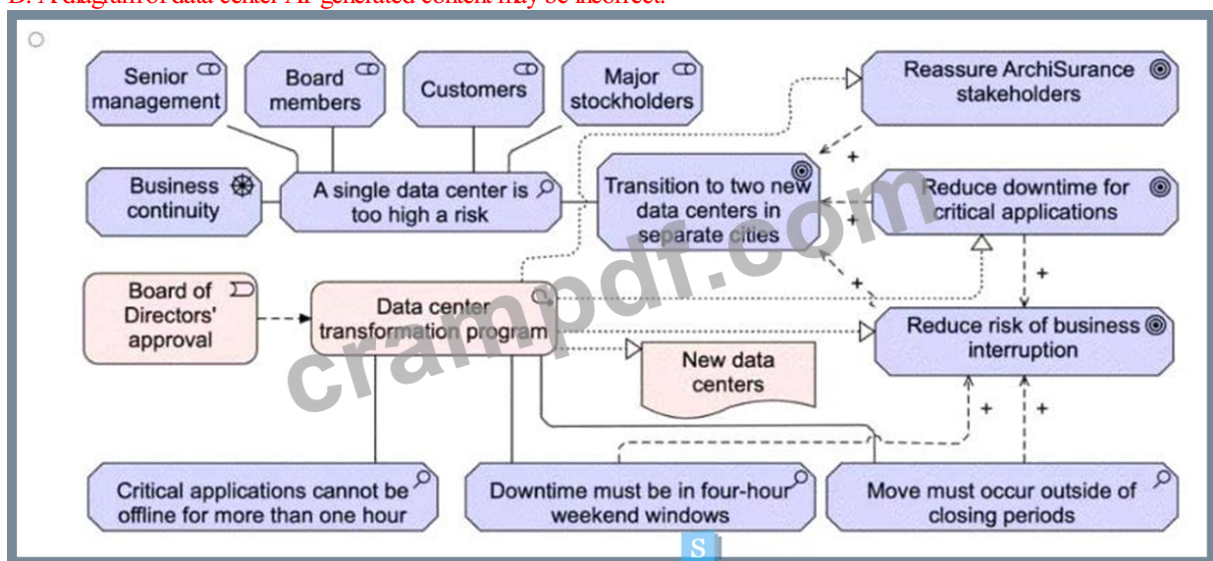 D. A diagram of data center AI-generated content may be incorrect.
Senior
management
Board
members
Customers
Major
stockholders
Reassure ArchiSurance
stakeholders
+
Business
continuity
A single data center is
too high a risk
Transition to two new
data centers in
separate cities
Reduce downtime for
critical applications
+
+
+
Board of
Directors'
approval
Data center
transformation program
New data
centers
Reduce risk of business
interruption
+
+
Critical applications cannot be
offline for more than one hour
Downtime must be in four-hour
weekend windows
Move must occur outside of
closing periods
crampdf.com
S